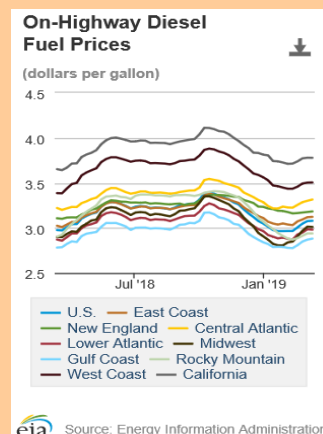 On-Highway Diesel
Fuel Prices
(dollars per gallon)
4.5
4.0
3.5
3.0
2.5
Jul '18
Jan '19
U.S. East Coast
New England Central Atlantic
Lower Atlantic Midwest
Gulf Coast Rocky Mountain
West Coast California
eia Source: Energy Information Administration